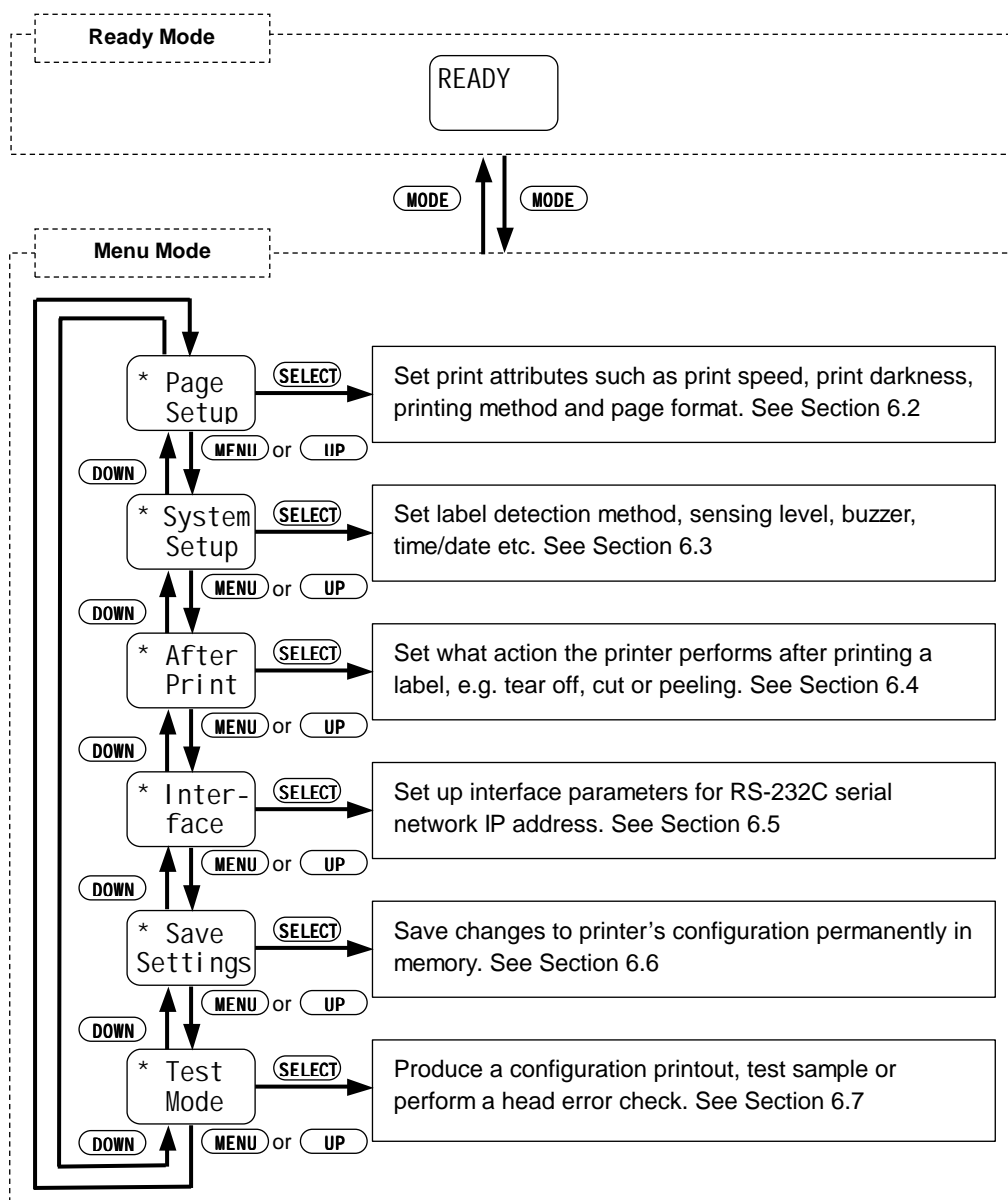 Ready Mode
READY
MODE MODE
Menu Mode
* Page
Setup
SELECT
Set print attributes such as print speed, print darkness,
printing method and page format. See Section 6.2
MENU or UP
DOWN
* System
Setup
SELECT
Set label detection method, sensing level, buzzer,
time/date etc. See Section 6.3
MENU or UP
DOWN
* After
Print
SELECT
Set what action the printer performs after printing a
label, e.g. tear off, cut or peeling. See Section 6.4
MENU or UP
DOWN
* Inter-
face
SELECT
Set up interface parameters for RS-232C serial
network IP address. See Section 6.5
MENU or UP
DOWN
* Save
Settings
SELECT
Save changes to printer’s configuration permanently in
memory. See Section 6.6
MENU or UP
DOWN
* Test
Mode
SELECT
Produce a configuration printout, test sample or
perform a head error check. See Section 6.7
DOWN MENU or UP